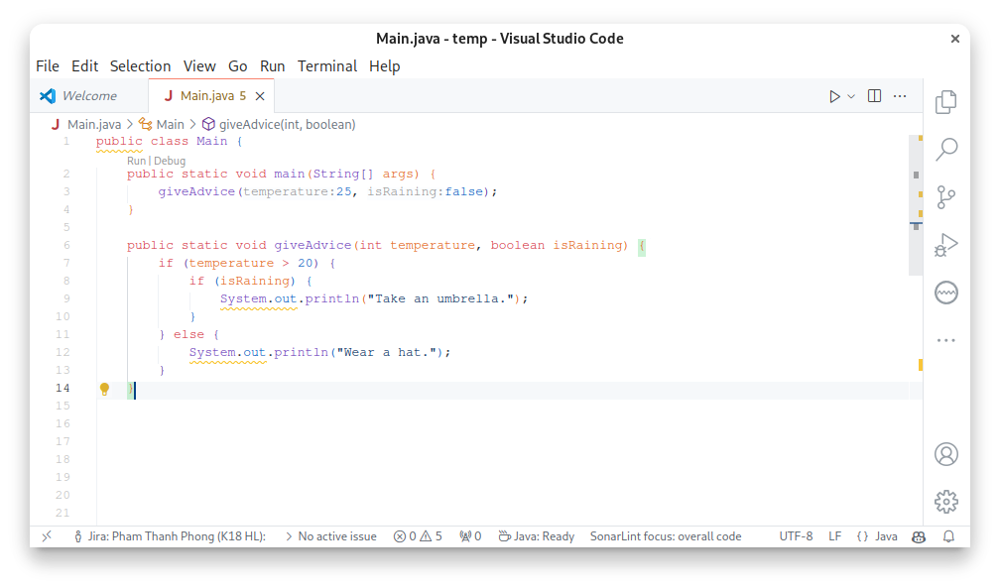 Main.java - temp - Visual Studio Code
File Edit Selection View Go Run Terminal Help
Welcome
J Main.java 5
J Main.java > Main > giveAdvice(int, boolean)
1 public class Main {
Run | Debug
2 public static void main(String[] args) {
3 giveAdvice(temperature:25, isRaining:false);
4 }
5
6 public static void giveAdvice(int temperature, boolean isRaining) {
7 if (temperature > 20) {
8 if (isRaining) {
9 System.out.println("Take an umbrella.");
10 }
11 } else {
12 System.out.println("Wear a hat.");
13 }
14 }
15
16
17
18
19
20
21
Jira: Pham Thanh Phong (K18 HL): > No active issue 0 5 0 Java: Ready SonarLint focus: overall code UTF-8 LF {} Java